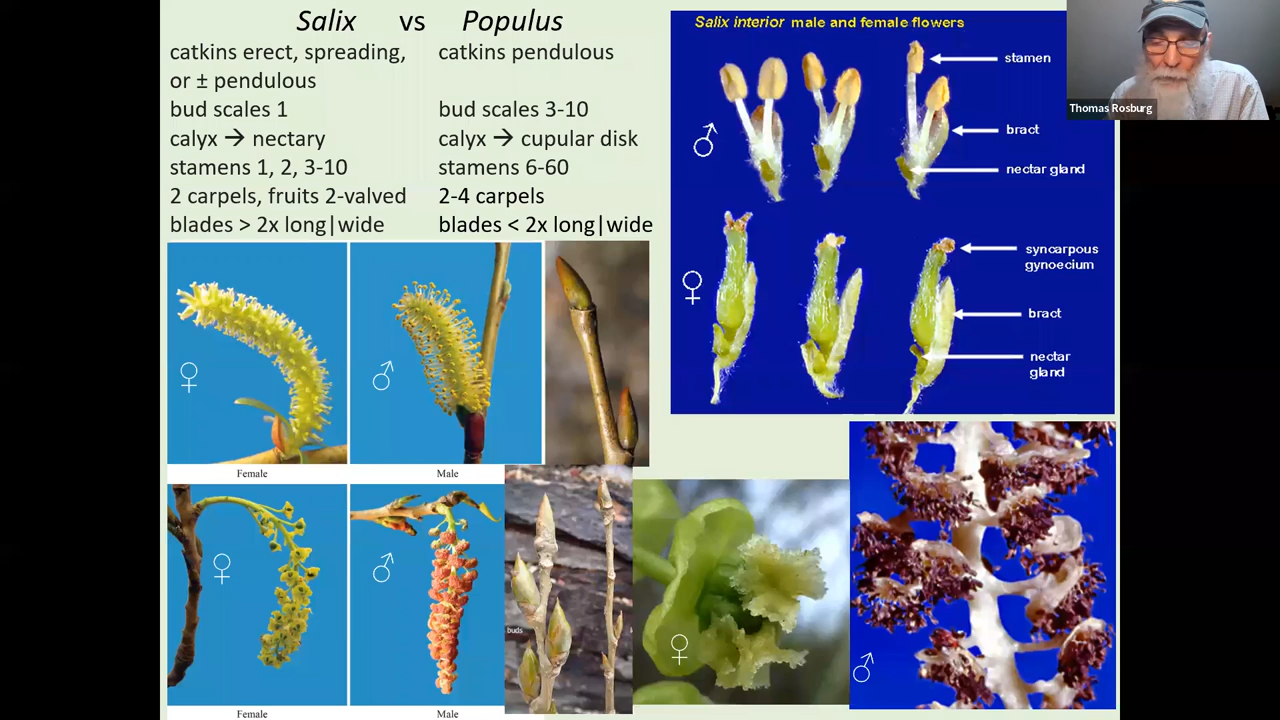 Salix vs Populus
catkins erect, spreading,
or ± pendulous
bud scales 1
calyx → nectary
stamens 1, 2, 3-10
2 carpels, fruits 2-valved
blades > 2x long|wide
catkins pendulous
bud scales 3-10
calyx → cupular disk
stamens 6-60
2-4 carpels
blades < 2x long|wide
Salix interior male and female flowers
stamen
bract
♂
nectar gland
syncarpous
gynoecium
♀
bract
nectar
gland
Thomas Rosburg
♀
♂
Female
Male
♀
♂
buds
♀
♂
Female
Male